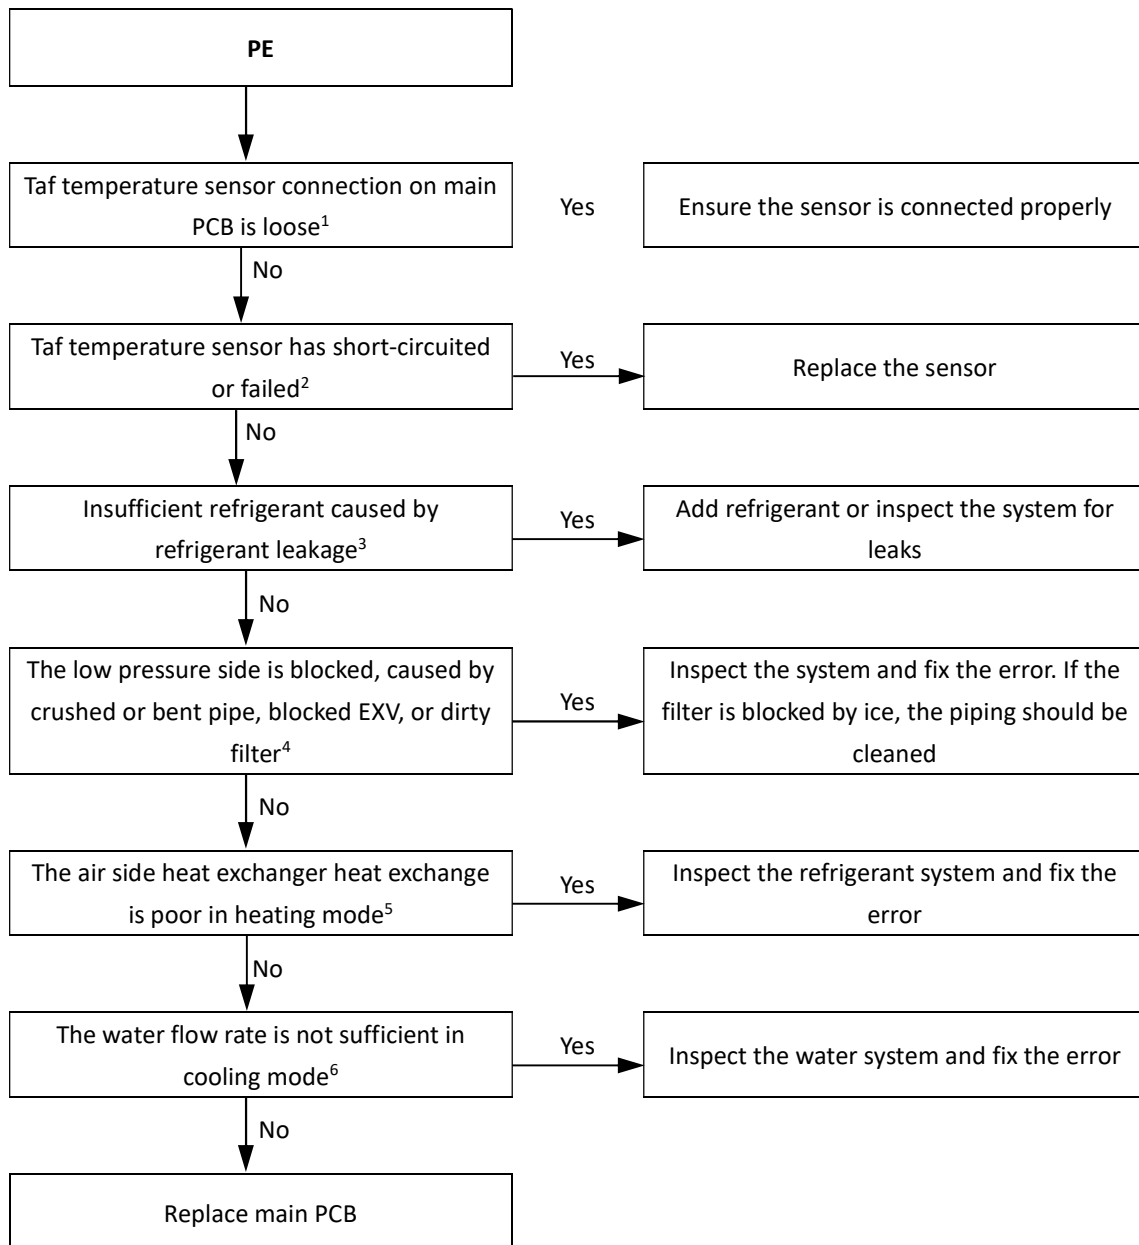 PE
Taf temperature sensor connection on main
PCB is loose¹
Yes
Ensure the sensor is connected properly
No
Taf temperature sensor has short-circuited
or failed²
Yes
Replace the sensor
No
Insufficient refrigerant caused by
refrigerant leakage³
Yes
Add refrigerant or inspect the system for
leaks
No
The low pressure side is blocked, caused by
crushed or bent pipe, blocked EXV, or dirty
filter⁴
Yes
Inspect the system and fix the error. If the
filter is blocked by ice, the piping should be
cleaned
No
The air side heat exchanger heat exchange
is poor in heating mode⁵
Yes
Inspect the refrigerant system and fix the
error
No
The water flow rate is not sufficient in
cooling mode⁶
Yes
Inspect the water system and fix the error
No
Replace main PCB